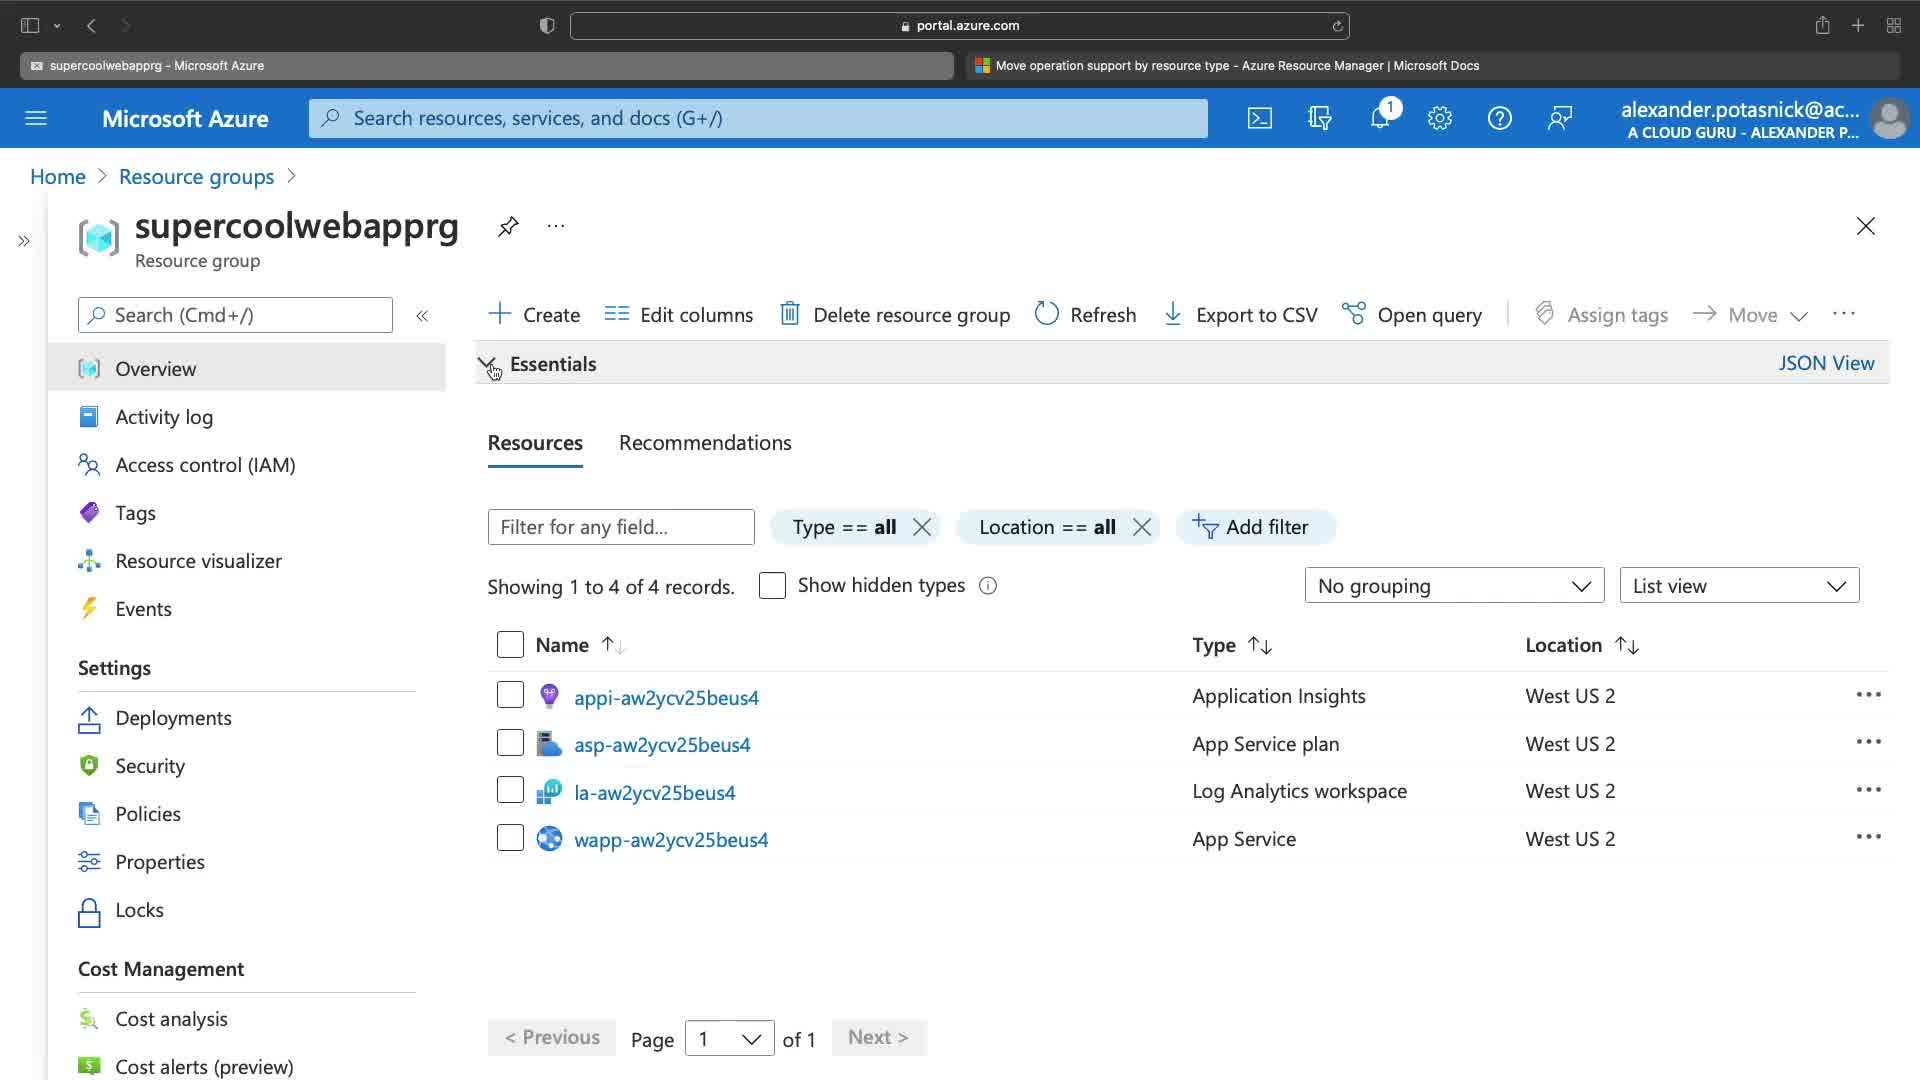 portal.azure.com
supercoolwebapprg - Microsoft Azure
Move operation support by resource type - Azure Resource Manager | Microsoft Docs
Microsoft Azure
Search resources, services, and docs (G+/)
1
alexander.potasnick@ac...
A CLOUD GURU - ALEXANDER P...
Home > Resource groups >
supercoolwebapprg
Resource group
Search (Cmd+/)
Create
Edit columns
Delete resource group
Refresh
Export to CSV
Open query
Assign tags
Move
Essentials
JSON View
Overview
Activity log
Access control (IAM)
Tags
Resource visualizer
Events
Settings
Deployments
Security
Policies
Properties
Locks
Cost Management
Cost analysis
Cost alerts (preview)
Resources
Recommendations
Filter for any field...
Type == all
Location == all
Add filter
Showing 1 to 4 of 4 records.
Show hidden types
No grouping
List view
Name
Type
Location
appi-aw2ycv25beus4 Application Insights West US 2
asp-aw2ycv25beus4 App Service plan West US 2
la-aw2ycv25beus4 Log Analytics workspace West US 2
wapp-aw2ycv25beus4 App Service West US 2
< Previous Page 1 of 1 Next >